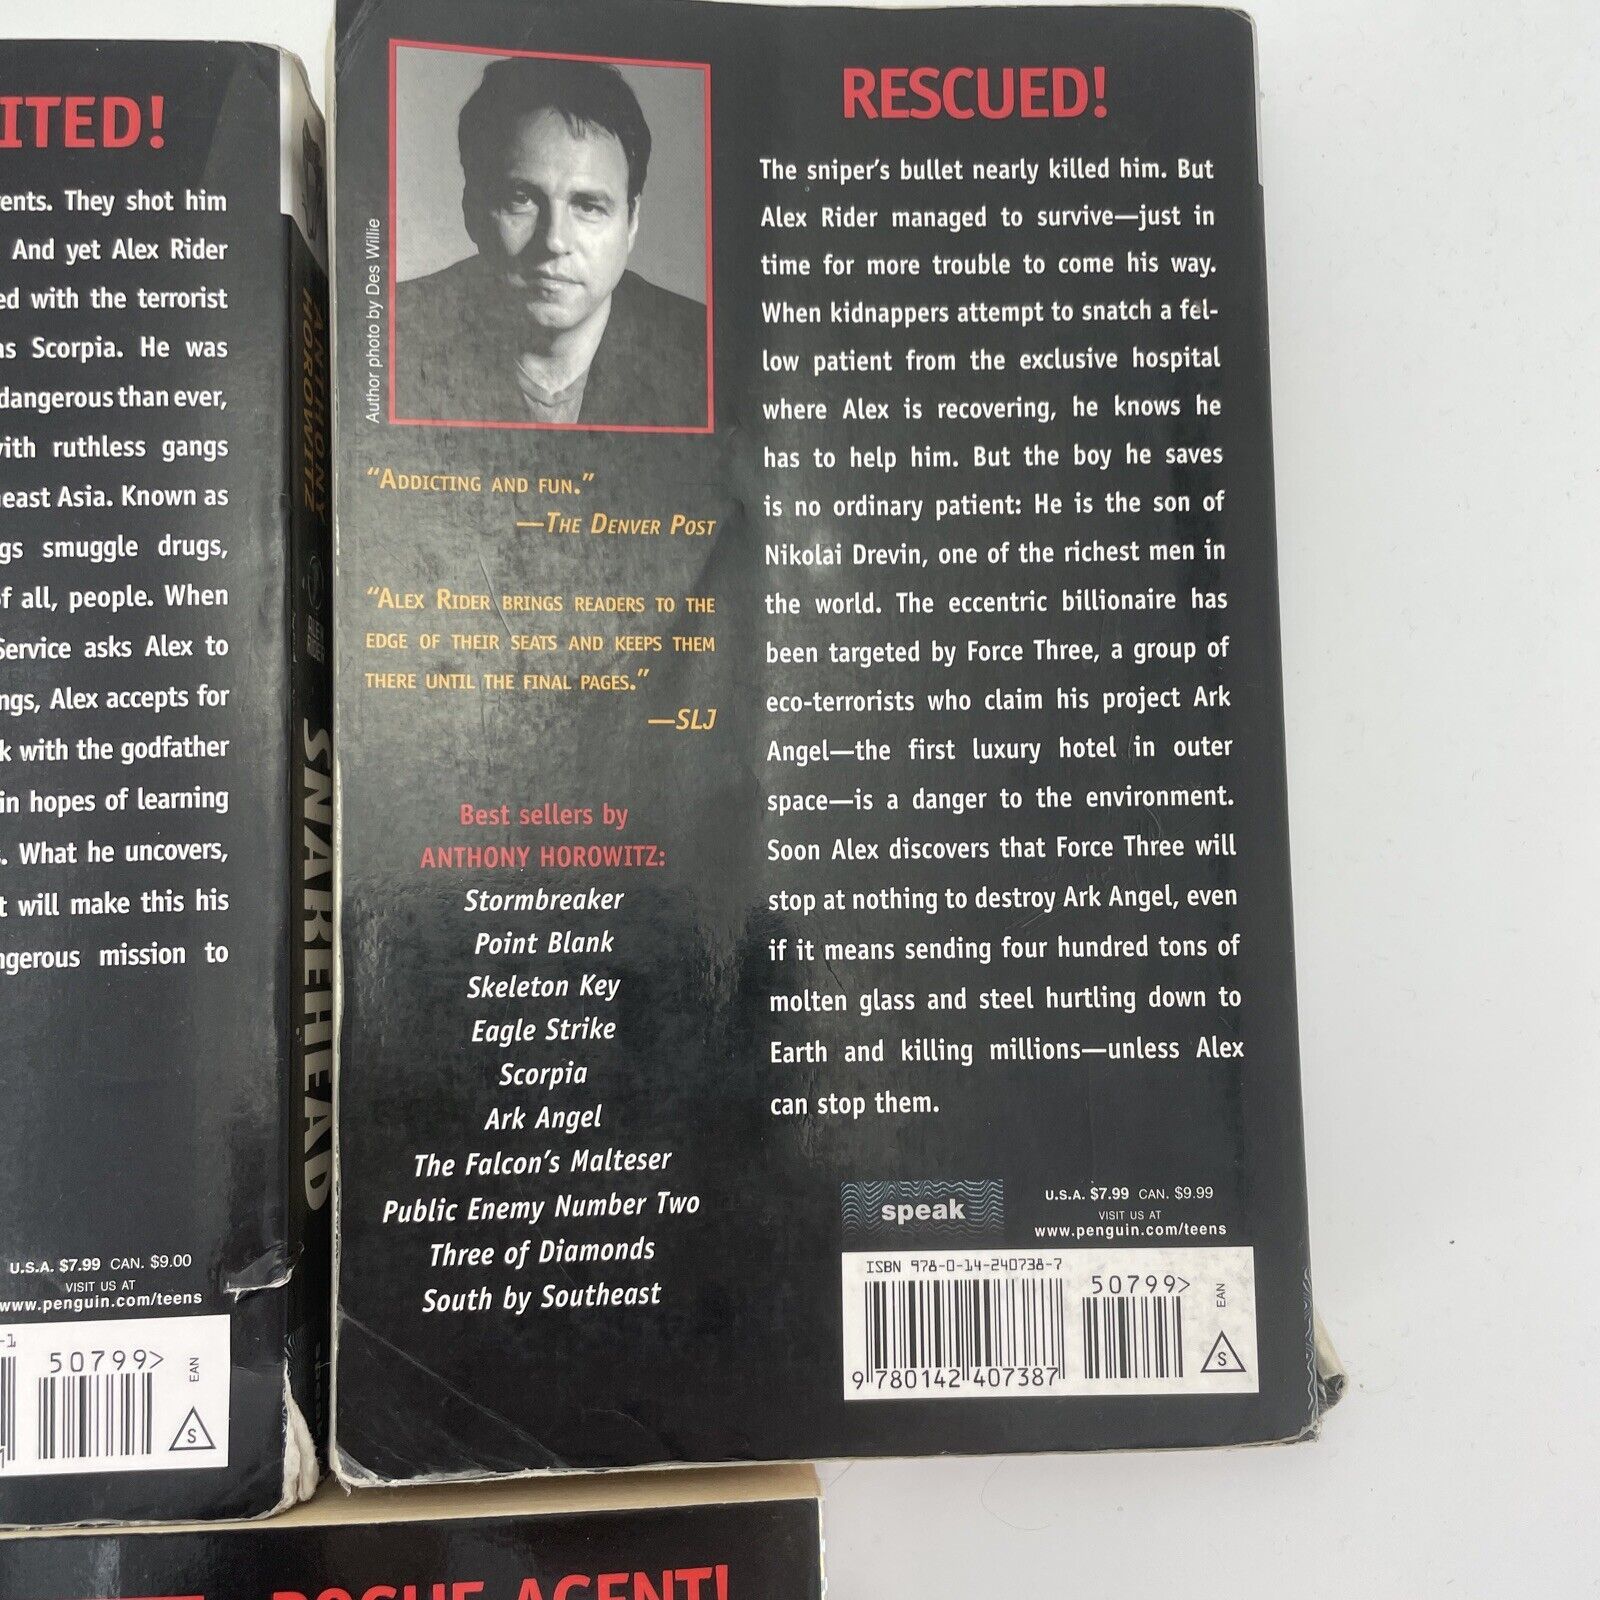 ITED!
ents. They shot him
And yet Alex Rider
ed with the terrorist
as Scorpia. He was
dangerous than ever,
with ruthless gangs
east Asia. Known as
gs smuggle drugs,
of all, people. When
Service asks Alex to
ngs, Alex accepts for
k with the godfather
in hopes of learning
. What he uncovers,
t will make this his
ngerous mission to
U.S.A. $7.99 CAN. $9.00
VISIT US AT
www.penguin.com/teens
-1
50799>
EAN
S
ANTHONY
HOROWITZ
SNAKEHEAD
Author photo by Des Willie
"ADDICTING AND FUN."
—THE DENVER POST
"ALEX RIDER BRINGS READERS TO THE
EDGE OF THEIR SEATS AND KEEPS THEM
THERE UNTIL THE FINAL PAGES."
—SLJ
Best sellers by
ANTHONY HOROWITZ:
Stormbreaker
Point Blank
Skeleton Key
Eagle Strike
Scorpia
Ark Angel
The Falcon's Malteser
Public Enemy Number Two
Three of Diamonds
South by Southeast
RESCUED!
The sniper's bullet nearly killed him. But
Alex Rider managed to survive—just in
time for more trouble to come his way.
When kidnappers attempt to snatch a fel-
low patient from the exclusive hospital
where Alex is recovering, he knows he
has to help him. But the boy he saves
is no ordinary patient: He is the son of
Nikolai Drevin, one of the richest men in
the world. The eccentric billionaire has
been targeted by Force Three, a group of
eco-terrorists who claim his project Ark
Angel—the first luxury hotel in outer
space—is a danger to the environment.
Soon Alex discovers that Force Three will
stop at nothing to destroy Ark Angel, even
if it means sending four hundred tons of
molten glass and steel hurtling down to
Earth and killing millions—unless Alex
can stop them.
speak
U.S.A. $7.99 CAN. $9.99
VISIT US AT
www.penguin.com/teens
ISBN 978-0-14-240738-7
50799>
EAN
S
9 780142 407387
ROGUE AGENT!